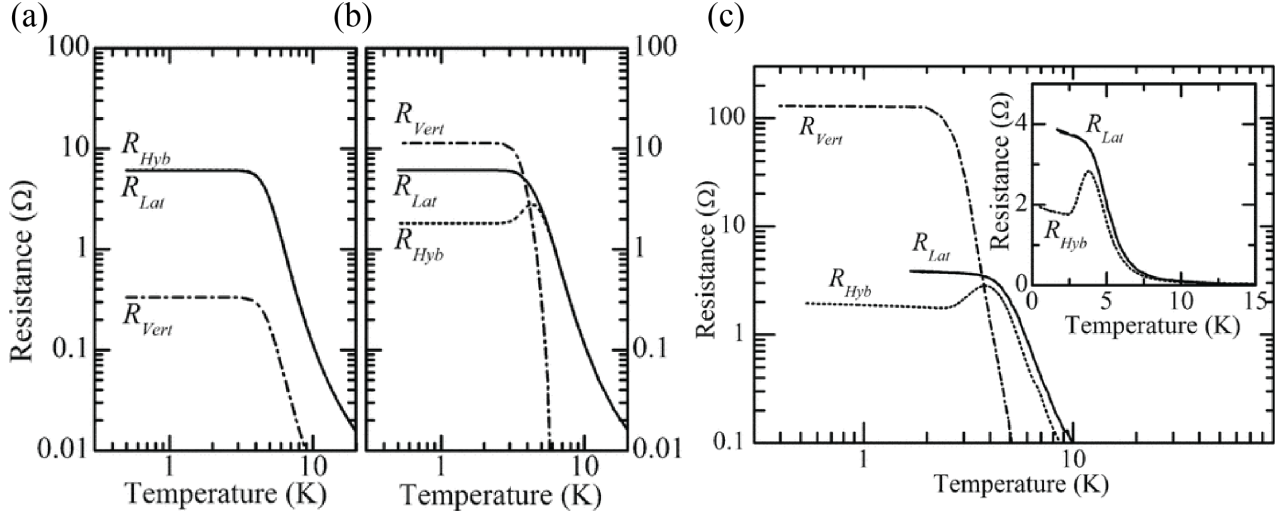 (a)
(b)
(c)
100
10
1
0.1
0.01
Resistance (Ω)
R_Hyb
R_Lat
R_Vert
1
10
Temperature (K)
R_Vert
R_Lat
R_Hyb
1
10
Temperature (K)
100
10
1
0.1
0.01
100
10
1
0.1
Resistance (Ω)
R_Vert
R_Lat
R_Hyb
1
10
Temperature (K)
4
2
0
Resistance (Ω)
R_Lat
R_Hyb
0
5
10
15
Temperature (K)